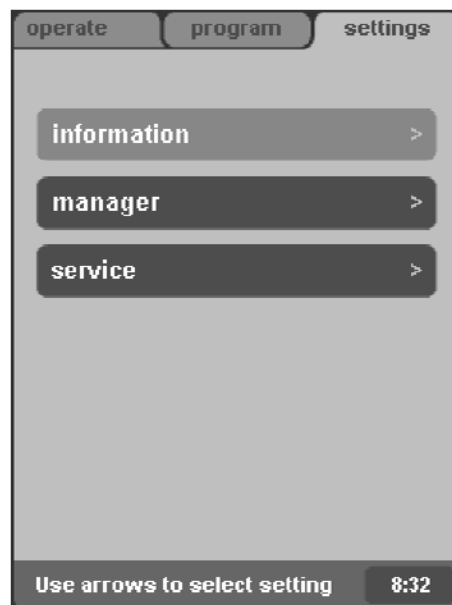 operate program settings
information >
manager >
service >
Use arrows to select setting 8:32